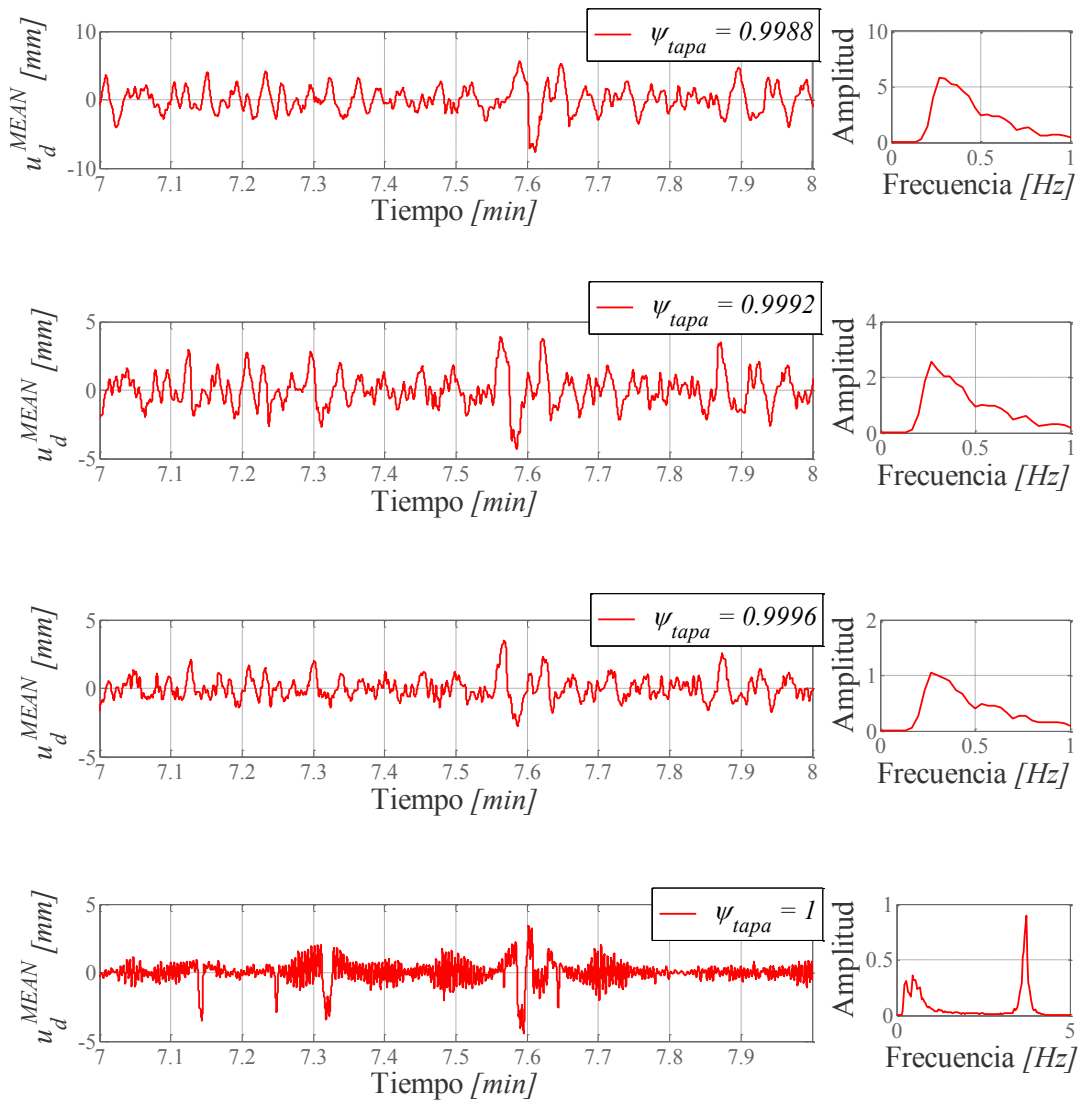 ψ_tapa = 0.9988
u_d^MEAN [mm]
10
0
-10
7 7.1 7.2 7.3 7.4 7.5 7.6 7.7 7.8 7.9 8
Tiempo [min]
Amplitud
10
5
0
0 0.5 1
Frecuencia [Hz]
ψ_tapa = 0.9992
u_d^MEAN [mm]
5
0
-5
7 7.1 7.2 7.3 7.4 7.5 7.6 7.7 7.8 7.9 8
Tiempo [min]
Amplitud
4
2
0
0 0.5 1
Frecuencia [Hz]
ψ_tapa = 0.9996
u_d^MEAN [mm]
5
0
-5
7 7.1 7.2 7.3 7.4 7.5 7.6 7.7 7.8 7.9 8
Tiempo [min]
Amplitud
2
1
0
0 0.5 1
Frecuencia [Hz]
ψ_tapa = 1
u_d^MEAN [mm]
5
0
-5
7 7.1 7.2 7.3 7.4 7.5 7.6 7.7 7.8 7.9
Tiempo [min]
Amplitud
1
0.5
0
0 5
Frecuencia [Hz]